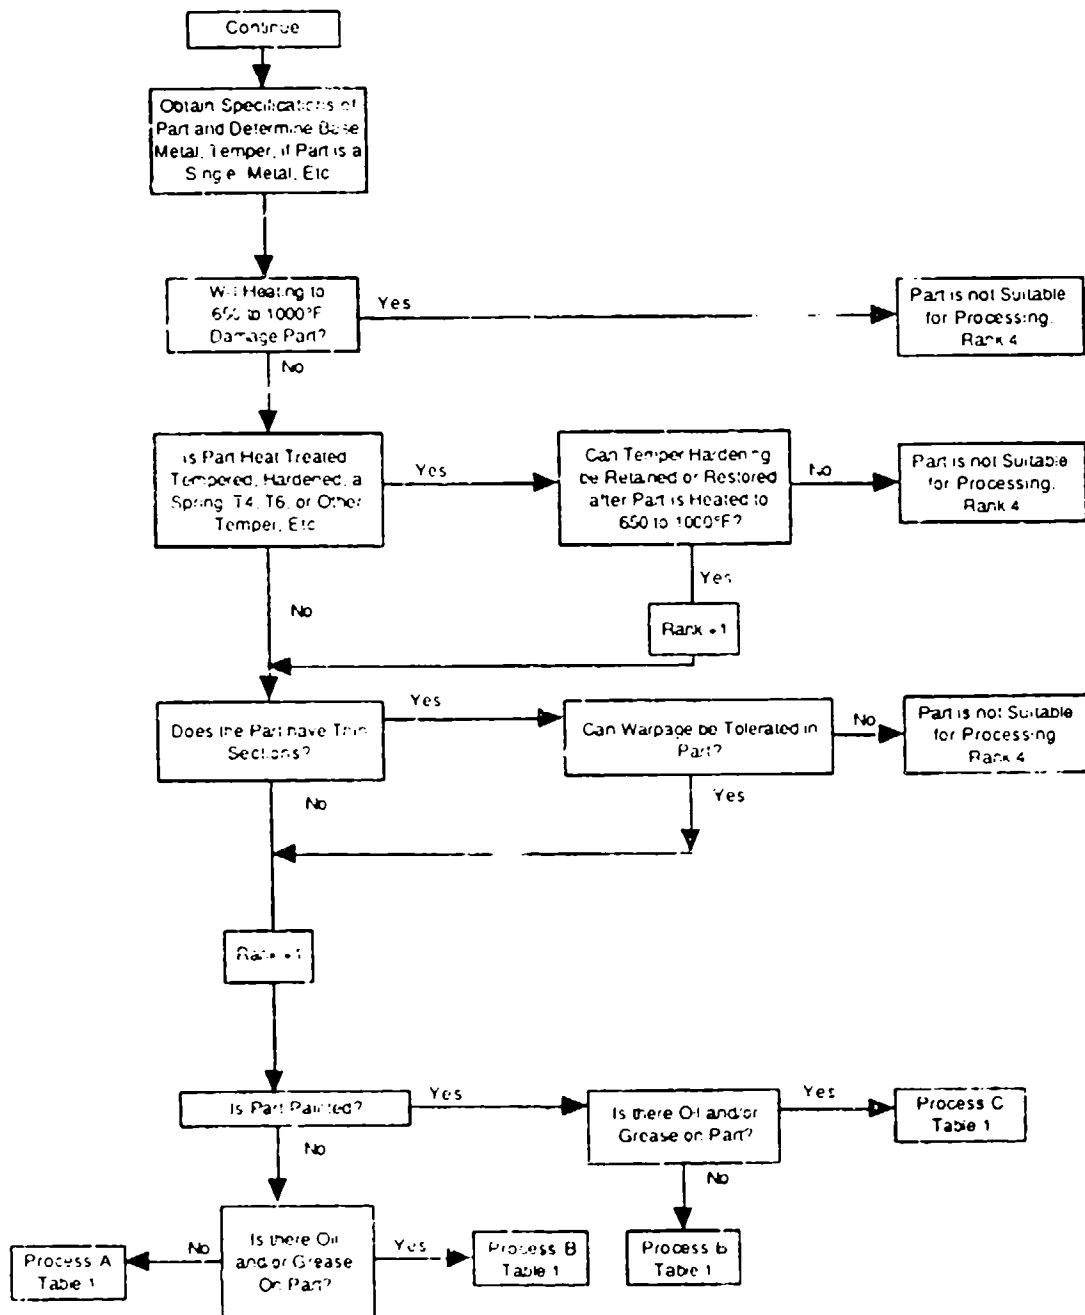 Continue
Obtain Specifications of
Part and Determine Base
Metal, Temper, if Part is a
Single Metal, Etc
Will Heating to
650 to 1000°F
Damage Part?
Yes
Part is not Suitable
for Processing,
Rank 4
No
Is Part Heat Treated
Tempered, Hardened, a
Spring, T4, T6, or Other
Temper, Etc
Yes
Can Temper Hardening
be Retained or Restored
after Part is Heated to
650 to 1000°F?
No
Part is not Suitable
for Processing,
Rank 4
Yes
No
Rank +1
Does the Part have Thin
Sections?
Yes
Can Warpage be Tolerated in
Part?
No
Part is not Suitable
for Processing
Rank 4
No
Yes
Rank +1
Is Part Painted?
Yes
Is there Oil and/or
Grease on Part?
Yes
Process C
Table 1
No
No
Process A
Table 1
No
Is there Oil
and/or Grease
On Part?
Yes
Process B
Table 1
Process
Table 1